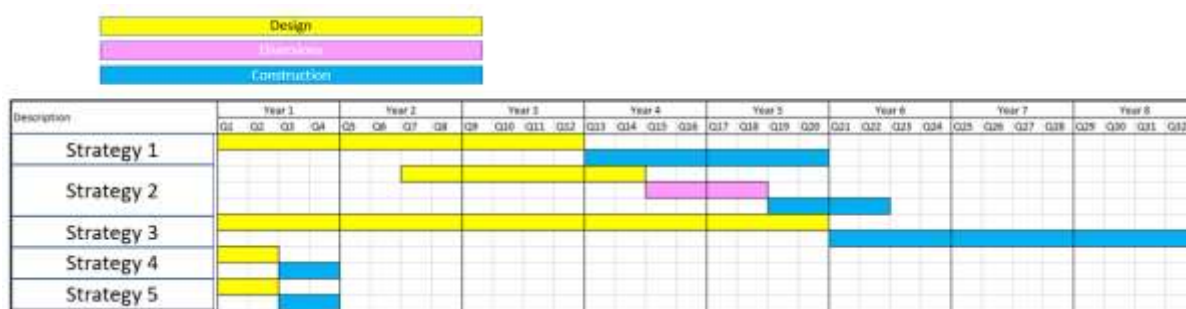 Design
Diversions
Construction
Description Year 1 Year 2 Year 3 Year 4 Year 5 Year 6 Year 7 Year 8
Q1 Q2 Q3 Q4 Q5 Q6 Q7 Q8 Q9 Q10 Q11 Q12 Q13 Q14 Q15 Q16 Q17 Q18 Q19 Q20 Q21 Q22 Q23 Q24 Q25 Q26 Q27 Q28 Q29 Q30 Q31 Q32
Strategy 1
Strategy 2
Strategy 3
Strategy 4
Strategy 5